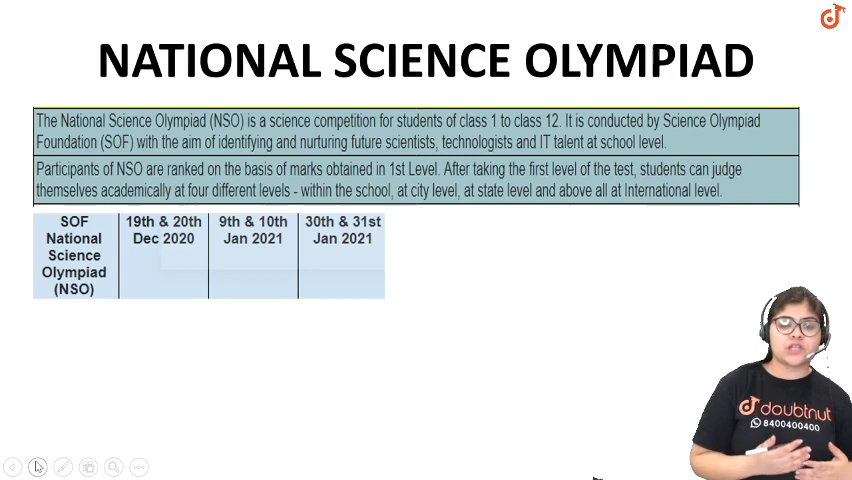 NATIONAL SCIENCE OLYMPIAD
The National Science Olympiad (NSO) is a science competition for students of class 1 to class 12. It is conducted by Science Olympiad
Foundation (SOF) with the aim of identifying and nurturing future scientists, technologists and IT talent at school level.
Participants of NSO are ranked on the basis of marks obtained in 1st Level. After taking the first level of the test, students can judge
themselves academically at four different levels - within the school, at city level, at state level and above all at International level.
SOF
National
Science
Olympiad
(NSO)
19th & 20th
Dec 2020
9th & 10th
Jan 2021
30th & 31st
Jan 2021
doubtnut
8400400400